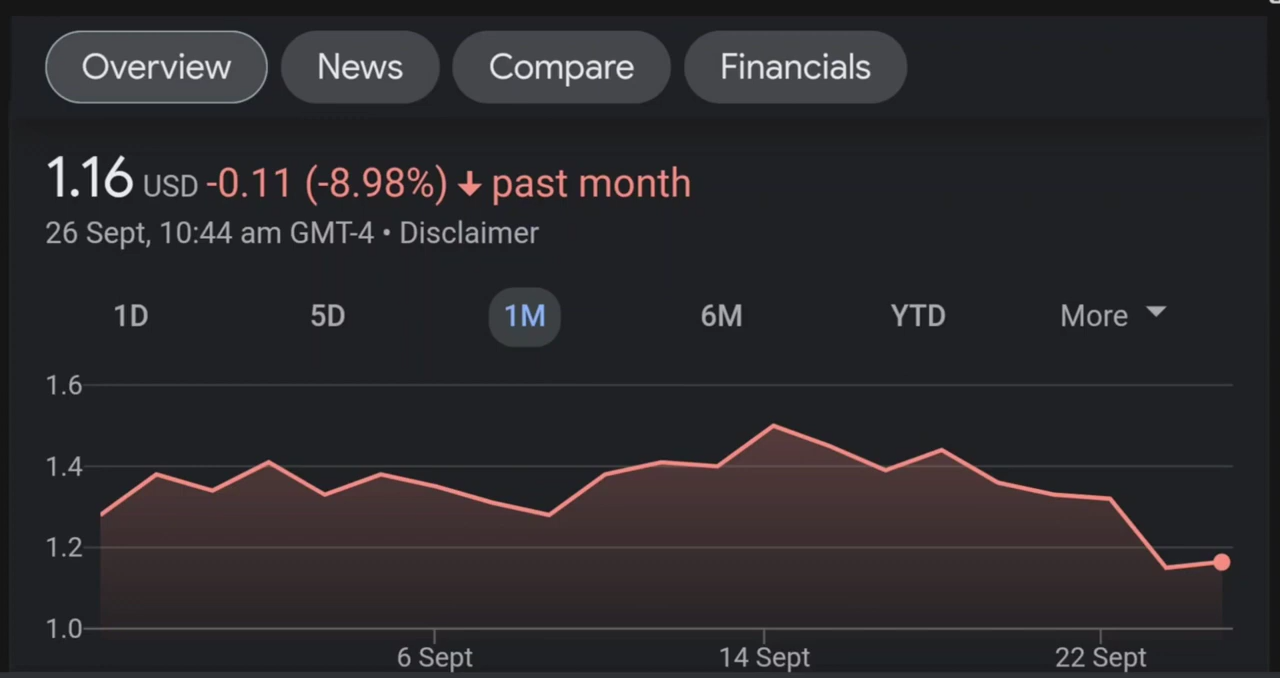 Overview News Compare Financials
1.16 USD -0.11 (-8.98%) ↓ past month
26 Sept, 10:44 am GMT-4 • Disclaimer
1D 5D 1M 6M YTD More
1.6
1.4
1.2
1.0
6 Sept 14 Sept 22 Sept